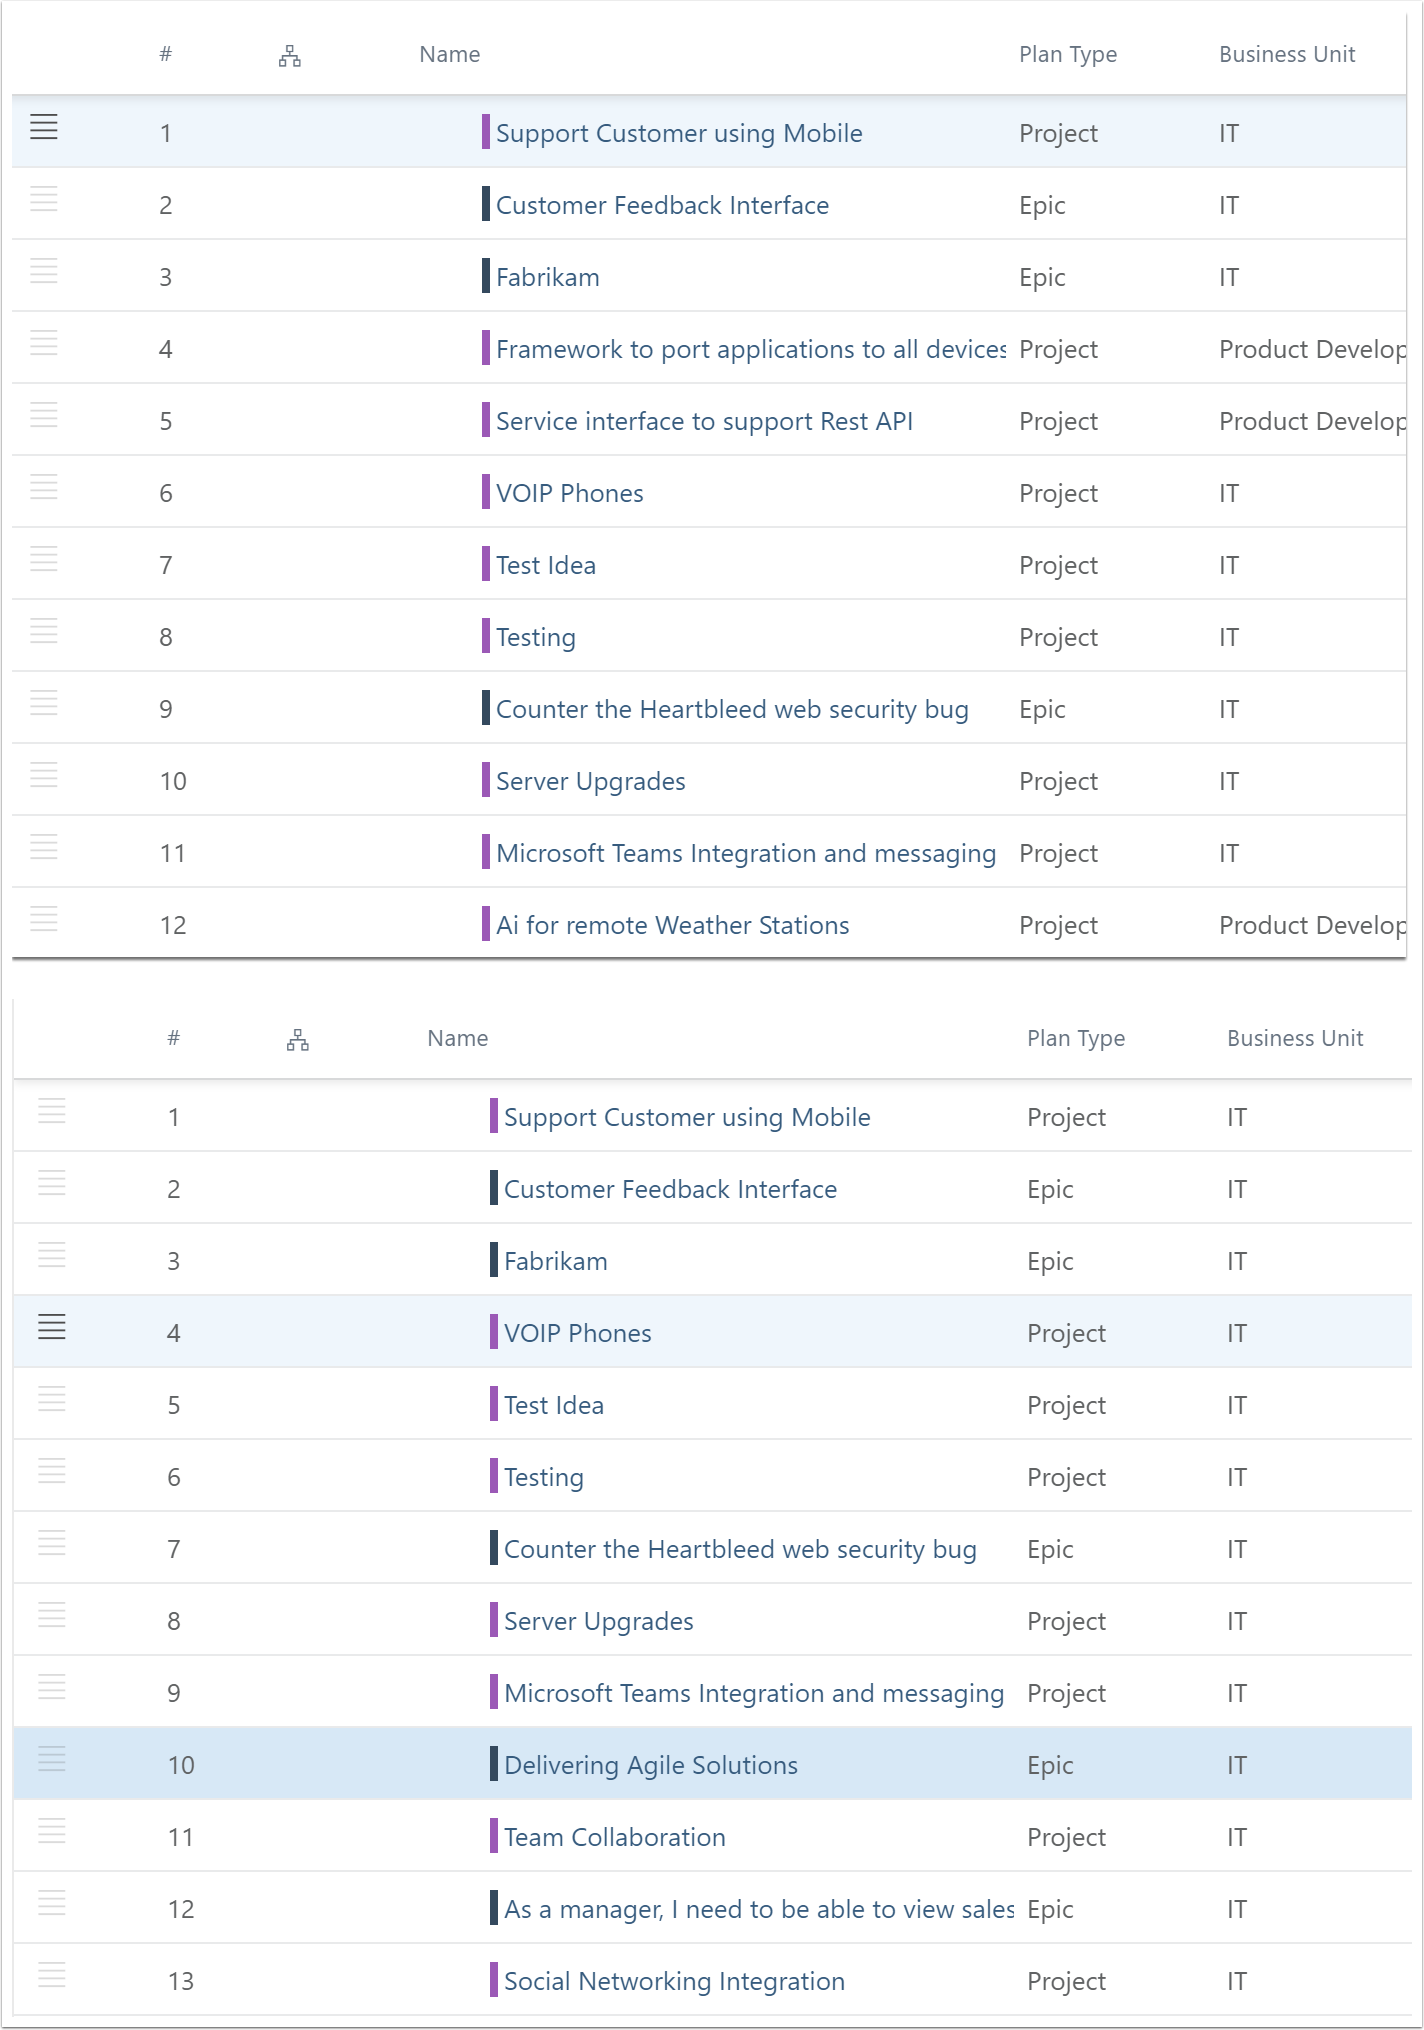 # Name Plan Type Business Unit
1 Support Customer using Mobile Project IT
2 Customer Feedback Interface Epic IT
3 Fabrikam Epic IT
4 Framework to port applications to all devices Project Product Develop
5 Service interface to support Rest API Project Product Develop
6 VOIP Phones Project IT
7 Test Idea Project IT
8 Testing Project IT
9 Counter the Heartbleed web security bug Epic IT
10 Server Upgrades Project IT
11 Microsoft Teams Integration and messaging Project IT
12 Ai for remote Weather Stations Project Product Develop
# Name Plan Type Business Unit
1 Support Customer using Mobile Project IT
2 Customer Feedback Interface Epic IT
3 Fabrikam Epic IT
4 VOIP Phones Project IT
5 Test Idea Project IT
6 Testing Project IT
7 Counter the Heartbleed web security bug Epic IT
8 Server Upgrades Project IT
9 Microsoft Teams Integration and messaging Project IT
10 Delivering Agile Solutions Epic IT
11 Team Collaboration Project IT
12 As a manager, I need to be able to view sales Epic IT
13 Social Networking Integration Project IT